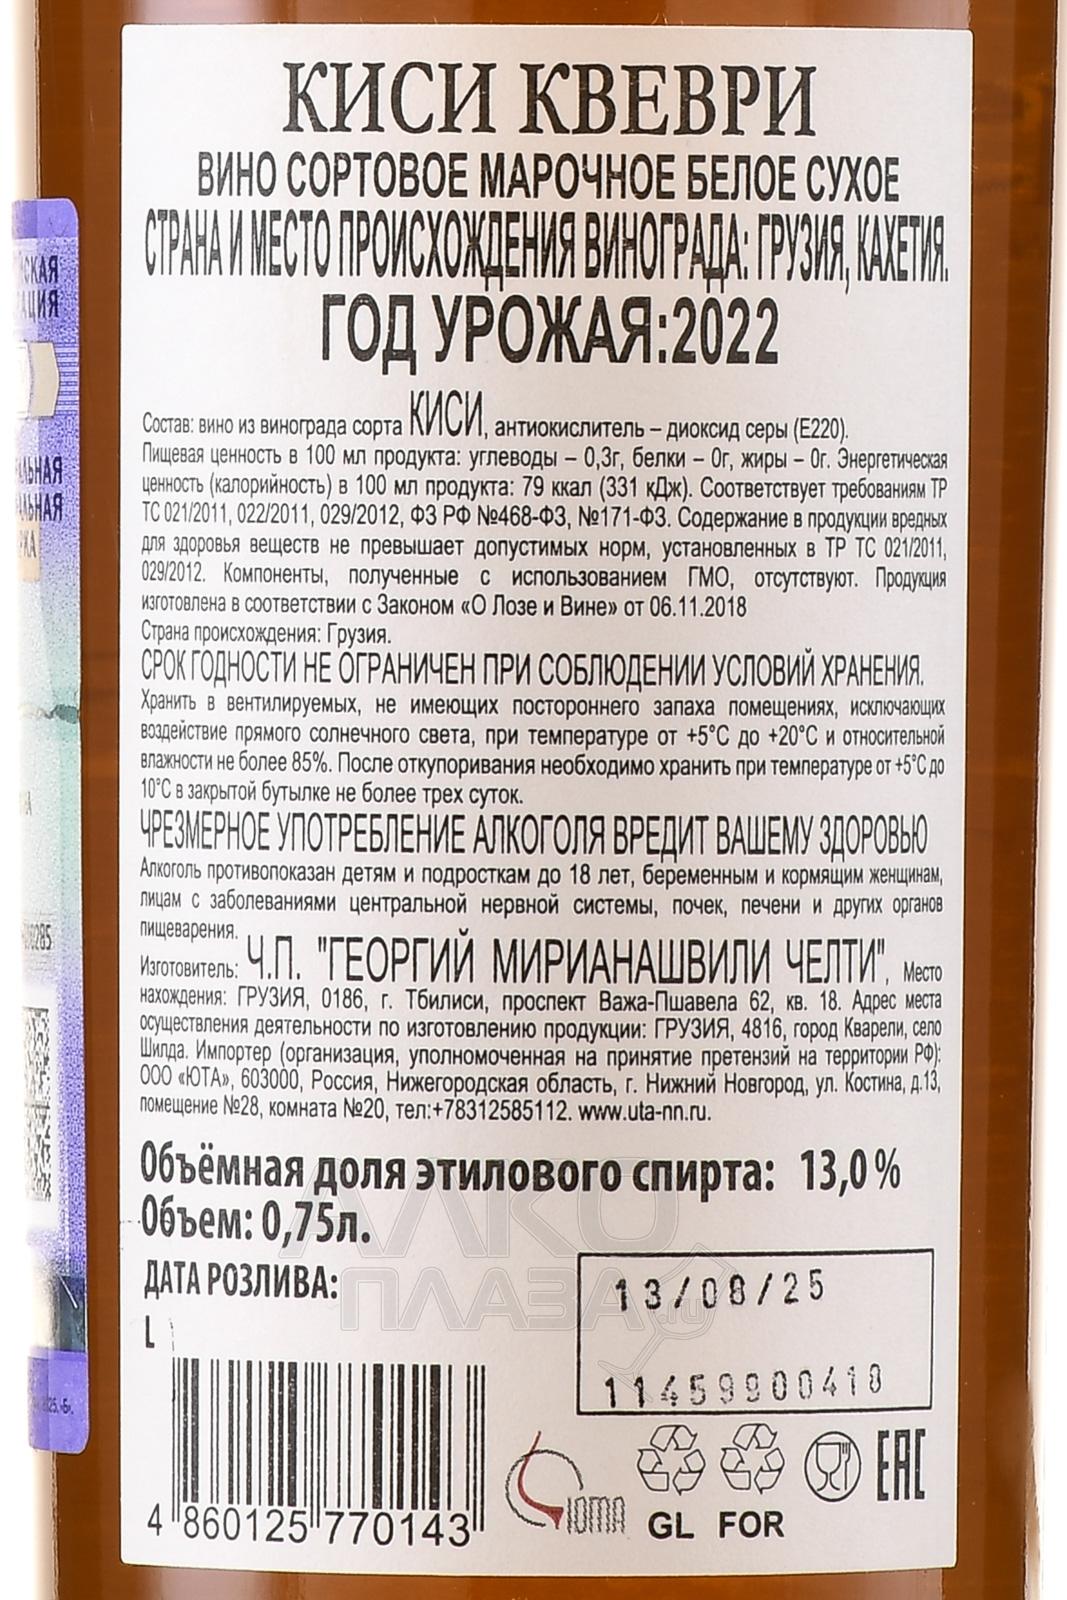 КИСИ КВЕВРИ
ВИНО СОРТОВОЕ МАРОЧНОЕ БЕЛОЕ СУХОЕ
СТРАНА И МЕСТО ПРОИСХОЖДЕНИЯ ВИНОГРАДА: ГРУЗИЯ, КАХЕТИЯ.
ГОД УРОЖАЯ:2022
Состав: вино из винограда сорта КИСИ, антиокислитель – диоксид серы (Е220).
Пищевая ценность в 100 мл продукта: углеводы – 0,3г, белки – 0г, жиры – 0г. Энергетическая
ценность (калорийность) в 100 мл продукта: 79 ккал (331 кДж). Соответствует требованиям ТР
ТС 021/2011, 022/2011, 029/2012, ФЗ РФ №468-ФЗ, №171-ФЗ. Содержание в продукции вредных
для здоровья веществ не превышает допустимых норм, установленных в ТР ТС 021/2011,
029/2012. Компоненты, полученные с использованием ГМО, отсутствуют. Продукция
изготовлена в соответствии с Законом «О Лозе и Вине» от 06.11.2018
Страна происхождения: Грузия.
СРОК ГОДНОСТИ НЕ ОГРАНИЧЕН ПРИ СОБЛЮДЕНИИ УСЛОВИЙ ХРАНЕНИЯ.
Хранить в вентилируемых, не имеющих постороннего запаха помещениях, исключающих
воздействие прямого солнечного света, при температуре от +5°С до +20°С и относительной
влажности не более 85%. После откупоривания необходимо хранить при температуре от +5°С до
10°С в закрытой бутылке не более трех суток.
ЧРЕЗМЕРНОЕ УПОТРЕБЛЕНИЕ АЛКОГОЛЯ ВРЕДИТ ВАШЕМУ ЗДОРОВЬЮ
Алкоголь противопоказан детям и подросткам до 18 лет, беременным и кормящим женщинам,
лицам с заболеваниями центральной нервной системы, почек, печени и других органов
пищеварения.
Изготовитель: Ч.П. "ГЕОРГИЙ МИРИАНАШВИЛИ ЧЕЛТИ", Место
нахождения: ГРУЗИЯ, 0186, г. Тбилиси, проспект Важа-Пшавела 62, кв. 18. Адрес места
осуществления деятельности по изготовлению продукции: ГРУЗИЯ, 4816, город Кварели, село
Шилда. Импортер (организация, уполномоченная на принятие претензий на территории РФ):
ООО «ЮТА», 603000, Россия, Нижегородская область, г. Нижний Новгород, ул. Костина, д.13,
помещение №28, комната №20, тел:+78312585112. www.uta-nn.ru.
Объёмная доля этилового спирта: 13,0 %
Объем: 0,75л.
ДАТА РОЗЛИВА:
13/08/25
L
11459900418
4 860125 770143
GL FOR
EAC
АЛКО
ПЛАЗА.ru